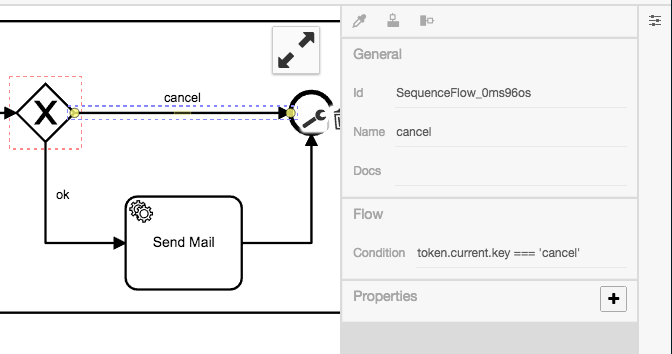 cancel
ok
Send Mail
General
Id SequenceFlow_0ms96os
Name cancel
Docs
Flow
Condition token.current.key === 'cancel'
Properties